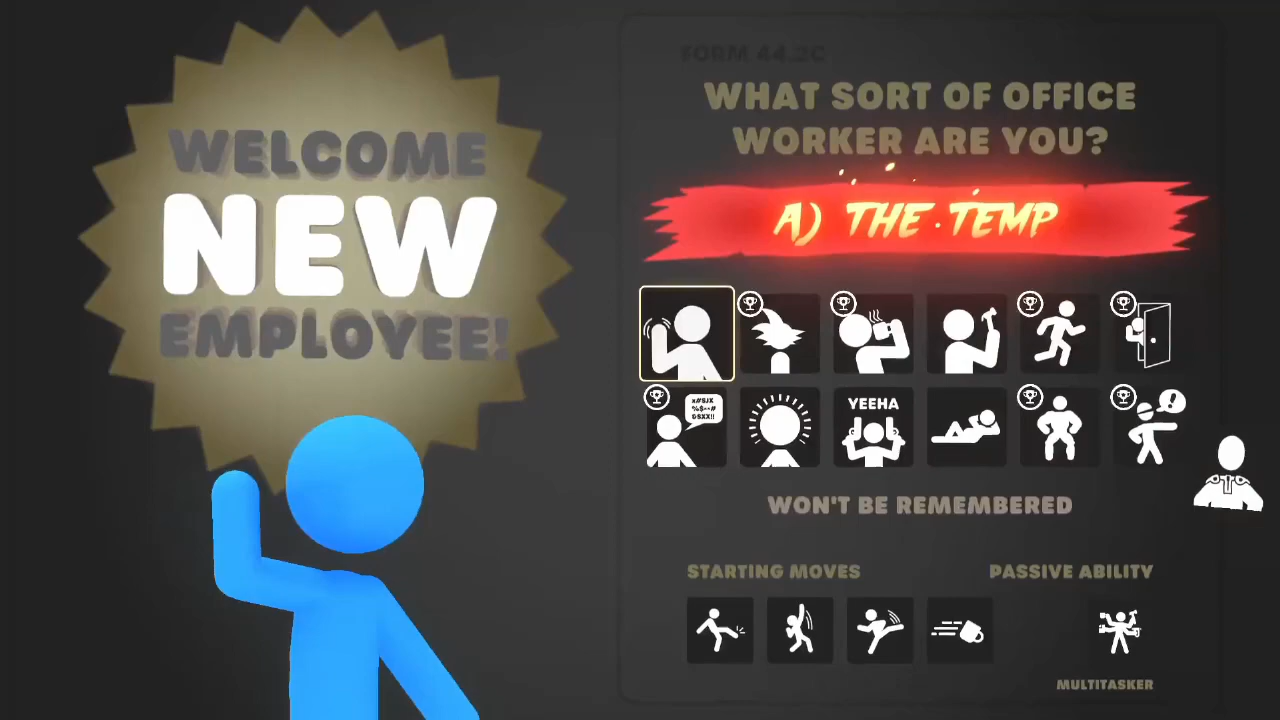 WELCOME
NEW
EMPLOYEE!
FORM 44.2C
WHAT SORT OF OFFICE
WORKER ARE YOU?
A) THE TEMP
YEEHA
WON'T BE REMEMBERED
STARTING MOVES
PASSIVE ABILITY
MULTITASKER